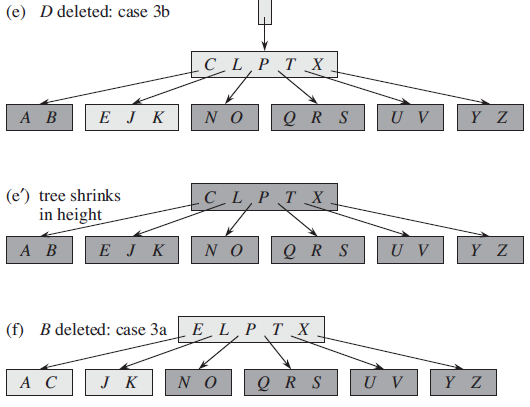 (e) D deleted: case 3b
C L P T X
A B E J K N O Q R S U V Y Z
(e′) tree shrinks
in height
C L P T X
A B E J K N O Q R S U V Y Z
(f) B deleted: case 3a E L P T X
A C J K N O Q R S U V Y Z